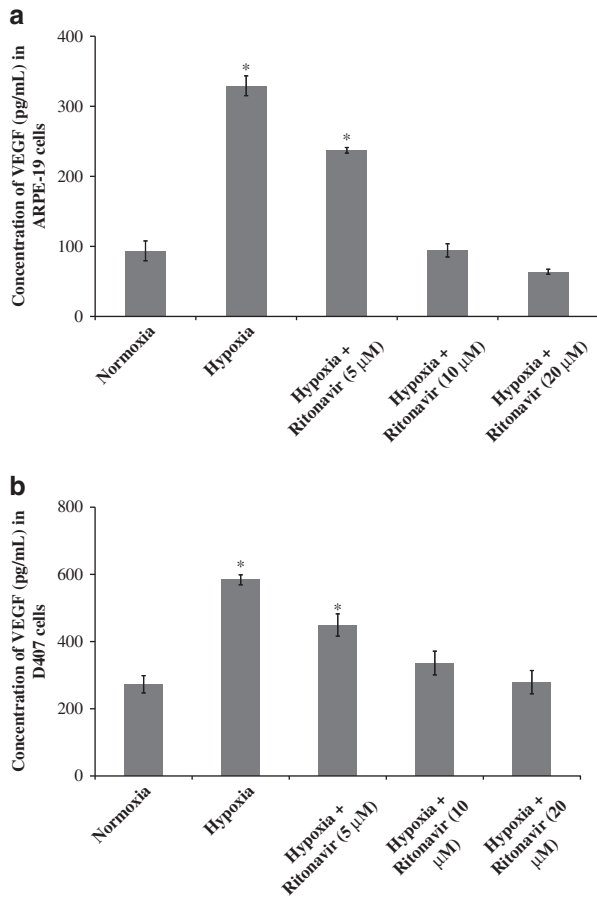 a
Concentration of VEGF (pg/mL) in
ARPE-19 cells
400
300
200
100
0
*
*
Normoxia
Hypoxia
Hypoxia +
Ritonavir (5 μM)
Hypoxia +
Ritonavir (10 μM)
Hypoxia +
Ritonavir (20 μM)
b
Concentration of VEGF (pg/mL) in
D407 cells
800
600
400
200
0
*
*
Normoxia
Hypoxia
Hypoxia +
Ritonavir (5 μM)
Hypoxia +
Ritonavir (10
μM)
Hypoxia +
Ritonavir (20
μM)